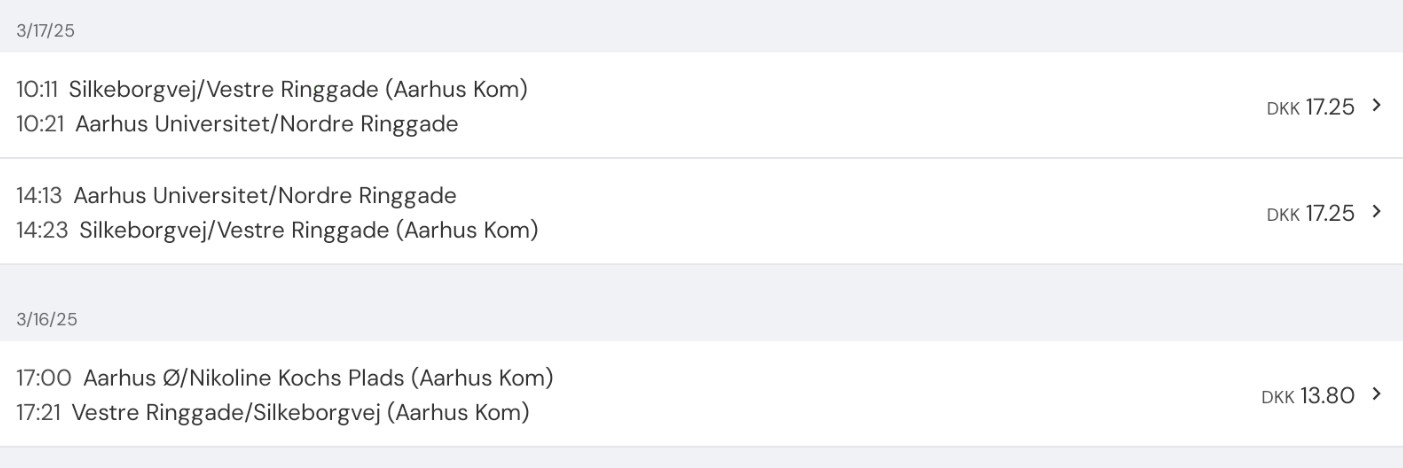 3/17/25
10:11 Silkeborgvej/Vestre Ringgade (Aarhus Kom)
10:21 Aarhus Universitet/Nordre Ringgade
DKK 17.25
14:13 Aarhus Universitet/Nordre Ringgade
14:23 Silkeborgvej/Vestre Ringgade (Aarhus Kom)
DKK 17.25
3/16/25
17:00 Aarhus Ø/Nikoline Kochs Plads (Aarhus Kom)
17:21 Vestre Ringgade/Silkeborgvej (Aarhus Kom)
DKK 13.80